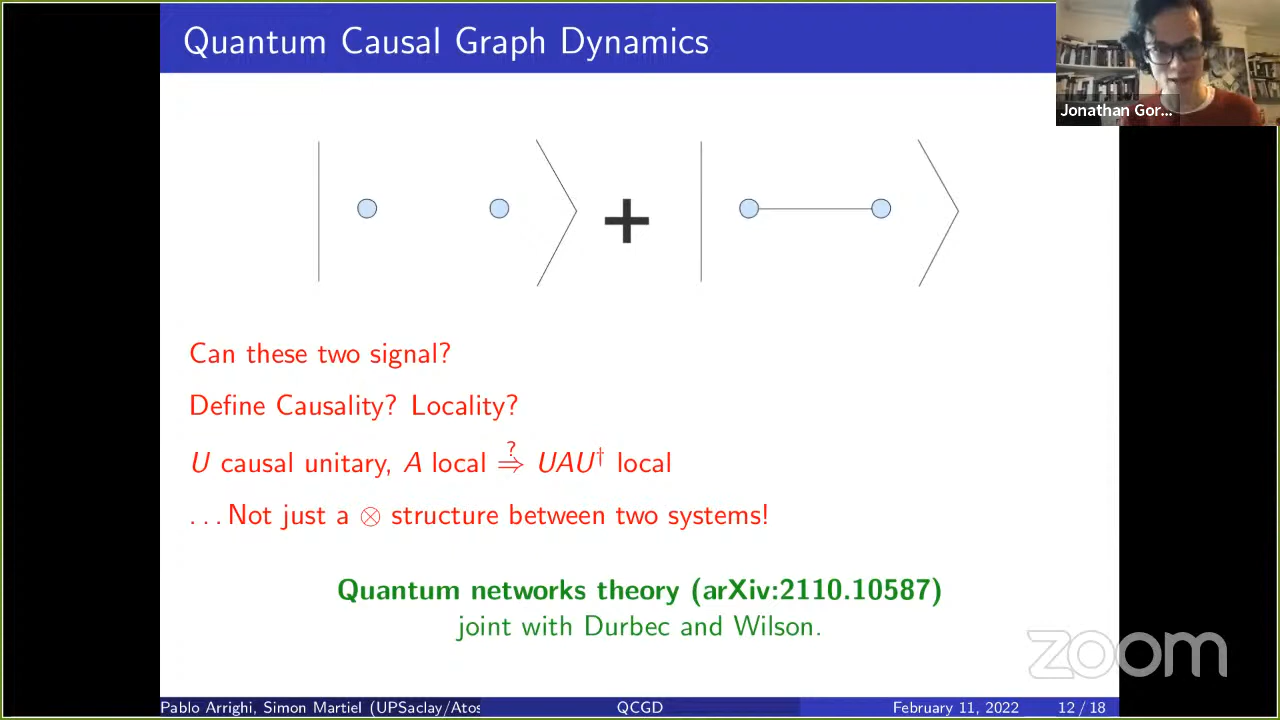 Quantum Causal Graph Dynamics
Jonathan Gor...
+
Can these two signal?
Define Causality? Locality?
U causal unitary, A local ?⇒ UAU† local
...Not just a ⊗ structure between two systems!
Quantum networks theory (arXiv:2110.10587)
joint with Durbec and Wilson.
zoom
Pablo Arrighi, Simon Martiel (UPSaclay/Atos QCGD February 11, 2022 12 / 18